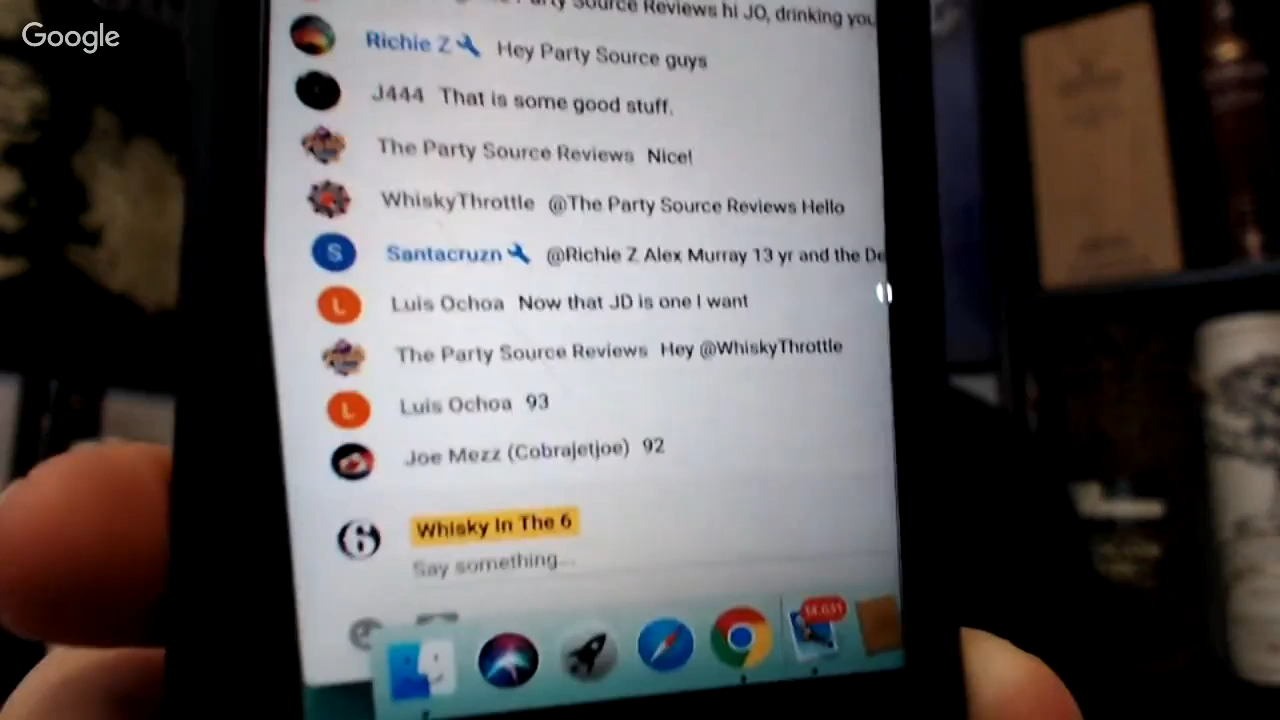 Google
Party Source Reviews hi JO, drinking you
Richie Z Hey Party Source guys
J444 That is some good stuff.
The Party Source Reviews Nice!
WhiskyThrottle @The Party Source Reviews Hello
S Santacruzn @Richie Z Alex Murray 13 yr and the De
L Luis Ochoa Now that JD is one I want
The Party Source Reviews Hey @WhiskyThrottle
L Luis Ochoa 93
Joe Mezz (Cobrajetjoe) 92
6 Whisky In The 6
Say something...